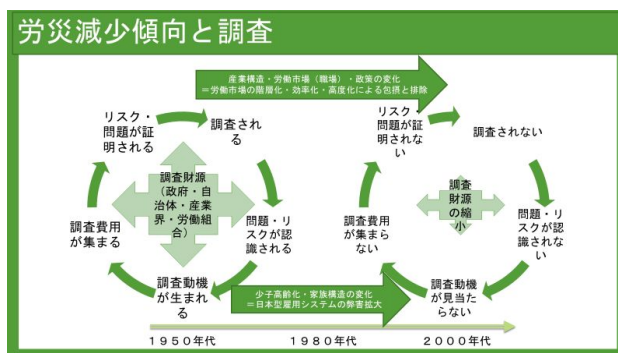 労災減少傾向と調査
産業構造・労働市場（職場）・政策の変化
＝労働市場の階層化・効率化・高度化による包摂と排除
リスク・
問題が証
明される
調査され
る
調査財源
（政府・自
治体・産業
界・労働組
合）
調査費用
が集まる
問題・リ
スクが認
識される
調査動機
が生まれ
る
リスク・
問題が証
明されな
い
調査されない
調査
財源
の縮
小
調査費用
が集まら
ない
問題・リ
スクが認
識されない
調査動機
が見当た
らない
少子高齢化・家族構造の変化
＝日本型雇用システムの弊害拡大
１９５０年代
１９８０年代
２０００年代